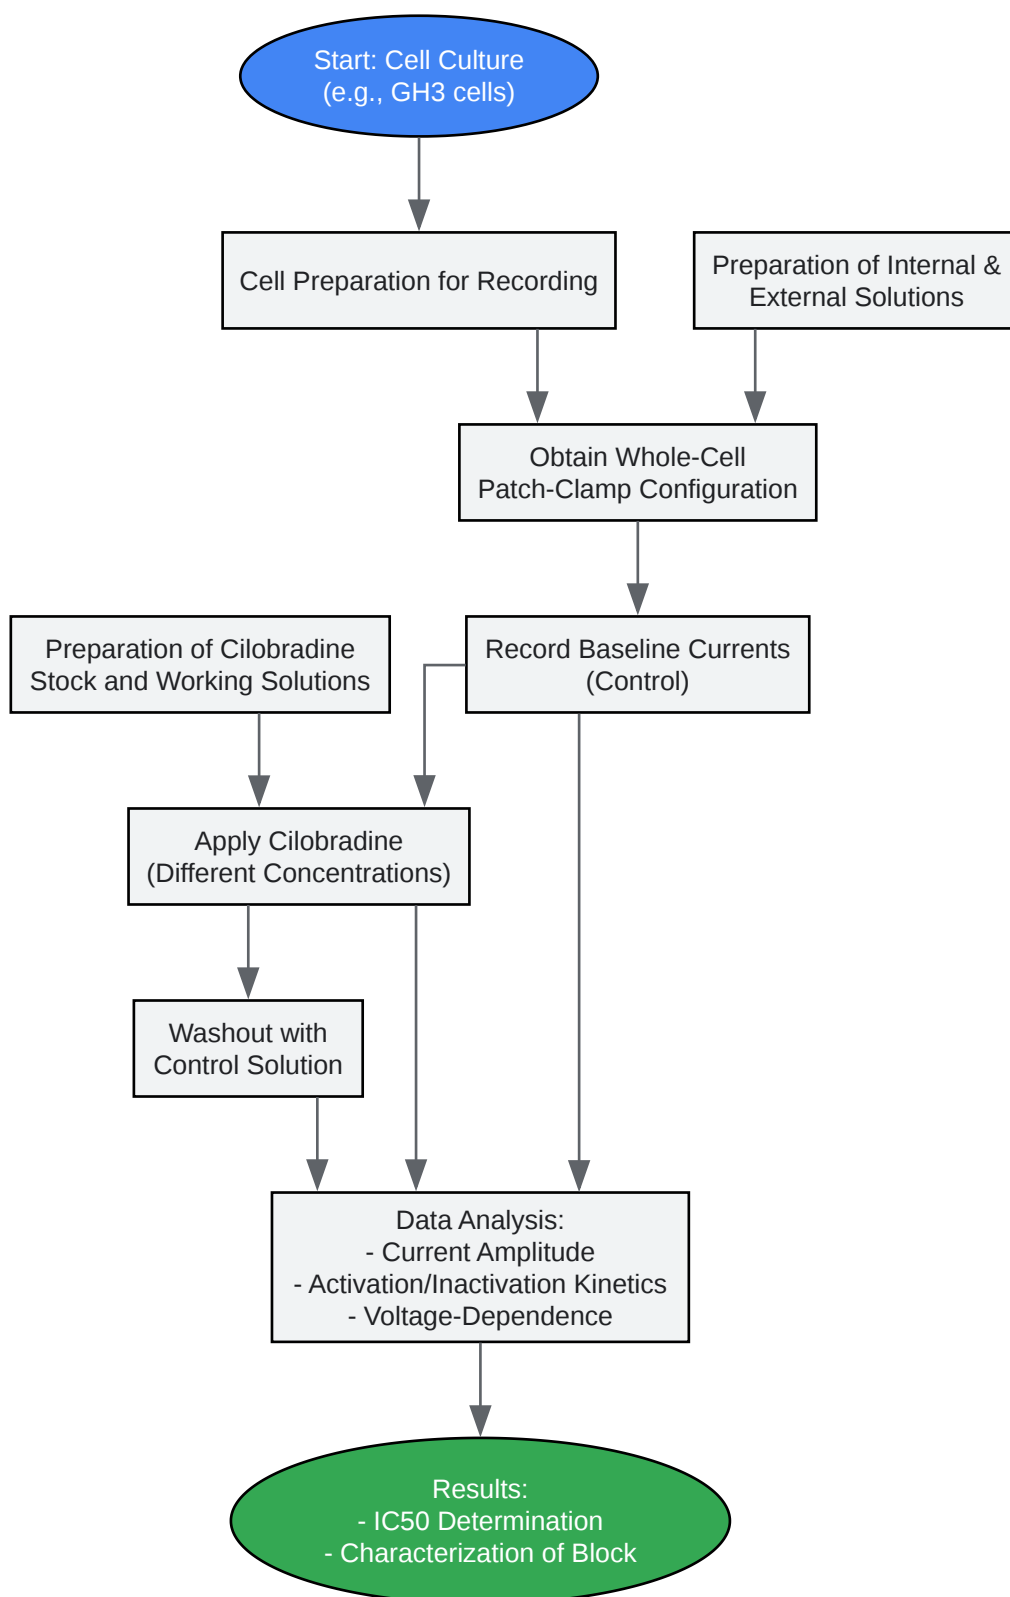 Start: Cell Culture
(e.g., GH3 cells)
Cell Preparation for Recording
Preparation of Internal &
External Solutions
Obtain Whole-Cell
Patch-Clamp Configuration
Preparation of Cilobradine
Stock and Working Solutions
Record Baseline Currents
(Control)
Apply Cilobradine
(Different Concentrations)
Washout with
Control Solution
Data Analysis:
- Current Amplitude
- Activation/Inactivation Kinetics
- Voltage-Dependence
Results:
- IC50 Determination
- Characterization of Block